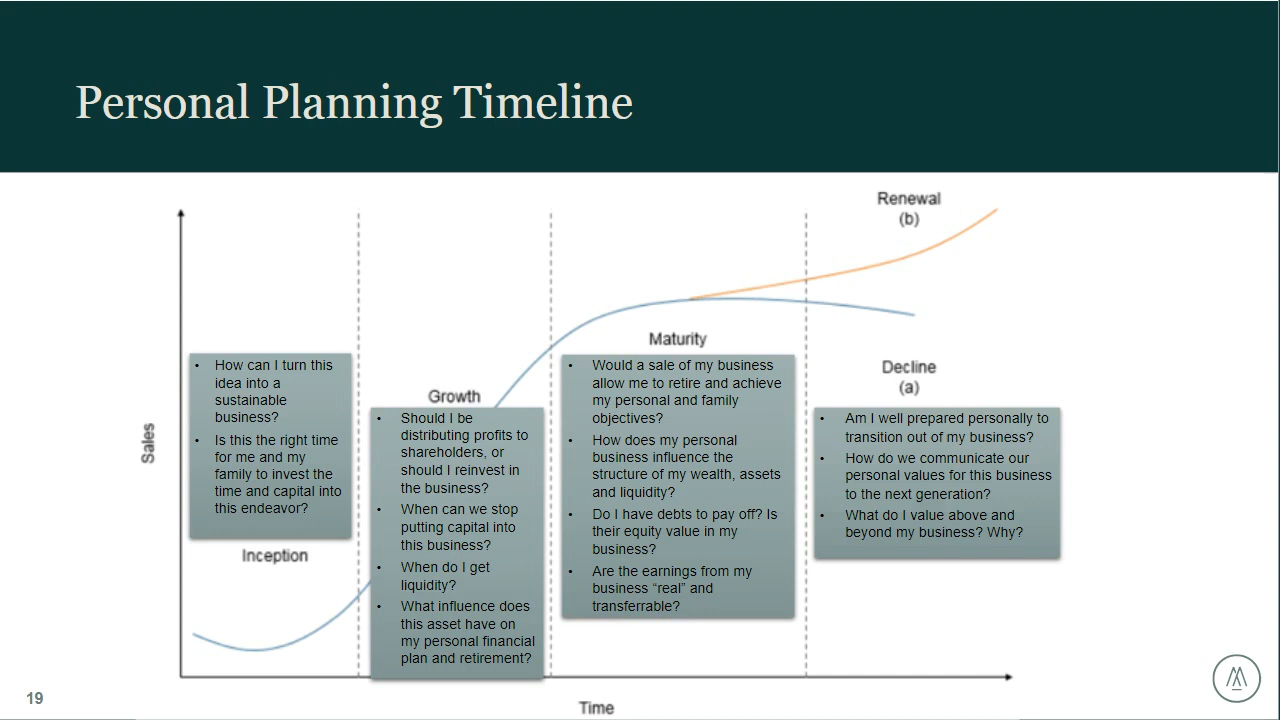 Personal Planning Timeline
Renewal
(b)
Maturity
Decline
(a)
Growth
Inception
Sales
Time
• How can I turn this
idea into a
sustainable
business?
• Is this the right time
for me and my
family to invest the
time and capital into
this endeavor?
• Should I be
distributing profits to
shareholders, or
should I reinvest in
the business?
• When can we stop
putting capital into
this business?
• When do I get
liquidity?
• What influence does
this asset have on
my personal financial
plan and retirement?
• Would a sale of my business
allow me to retire and achieve
my personal and family
objectives?
• How does my personal
business influence the
structure of my wealth, assets
and liquidity?
• Do I have debts to pay off? Is
their equity value in my
business?
• Are the earnings from my
business “real” and
transferrable?
• Am I well prepared personally to
transition out of my business?
• How do we communicate our
personal values for this business
to the next generation?
• What do I value above and
beyond my business? Why?
19